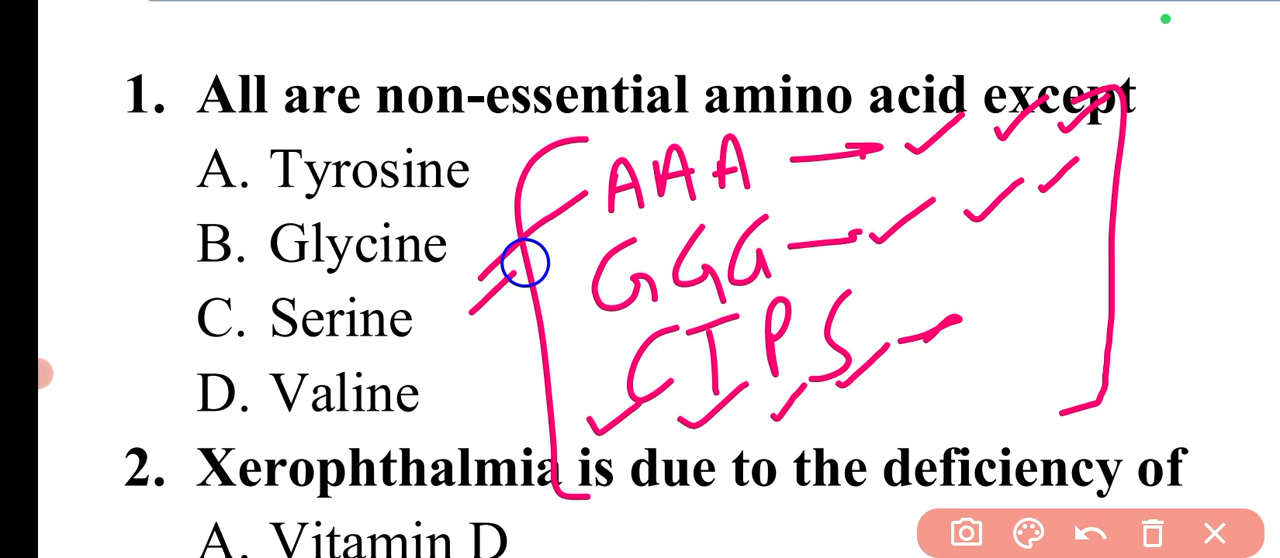 1. All are non-essential amino acid except
A. Tyrosine
AAA
B. Glycine
GGG
C. Serine
CTPS
D. Valine
2. Xerophthalmia is due to the deficiency of
A. Vitamin D